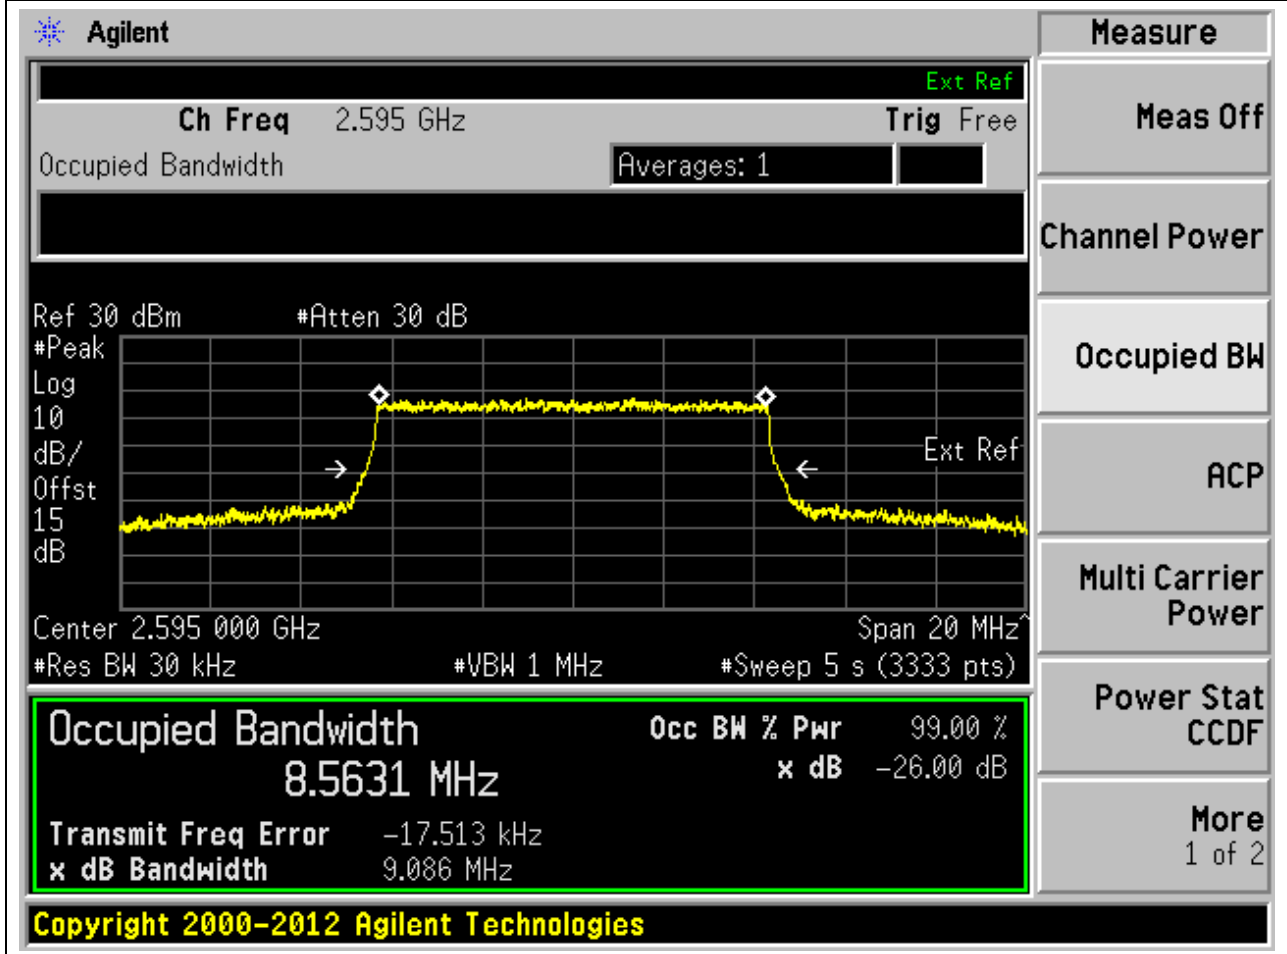 Agilent
Measure
Ext Ref
Ch Freq 2.595 GHz Trig Free
Occupied Bandwidth Averages: 1
Ref 30 dBm #Atten 30 dB
#Peak
Log
10
dB/
Offst
15
dB
Ext Ref
Center 2.595 000 GHz Span 20 MHz^
#Res BW 30 kHz #VBW 1 MHz #Sweep 5 s (3333 pts)
Occupied Bandwidth
8.5631 MHz
Occ BW % Pwr 99.00 %
x dB -26.00 dB
Transmit Freq Error -17.513 kHz
x dB Bandwidth 9.086 MHz
Meas Off
Channel Power
Occupied BW
ACP
Multi Carrier
Power
Power Stat
CCDF
More
1 of 2
Copyright 2000-2012 Agilent Technologies